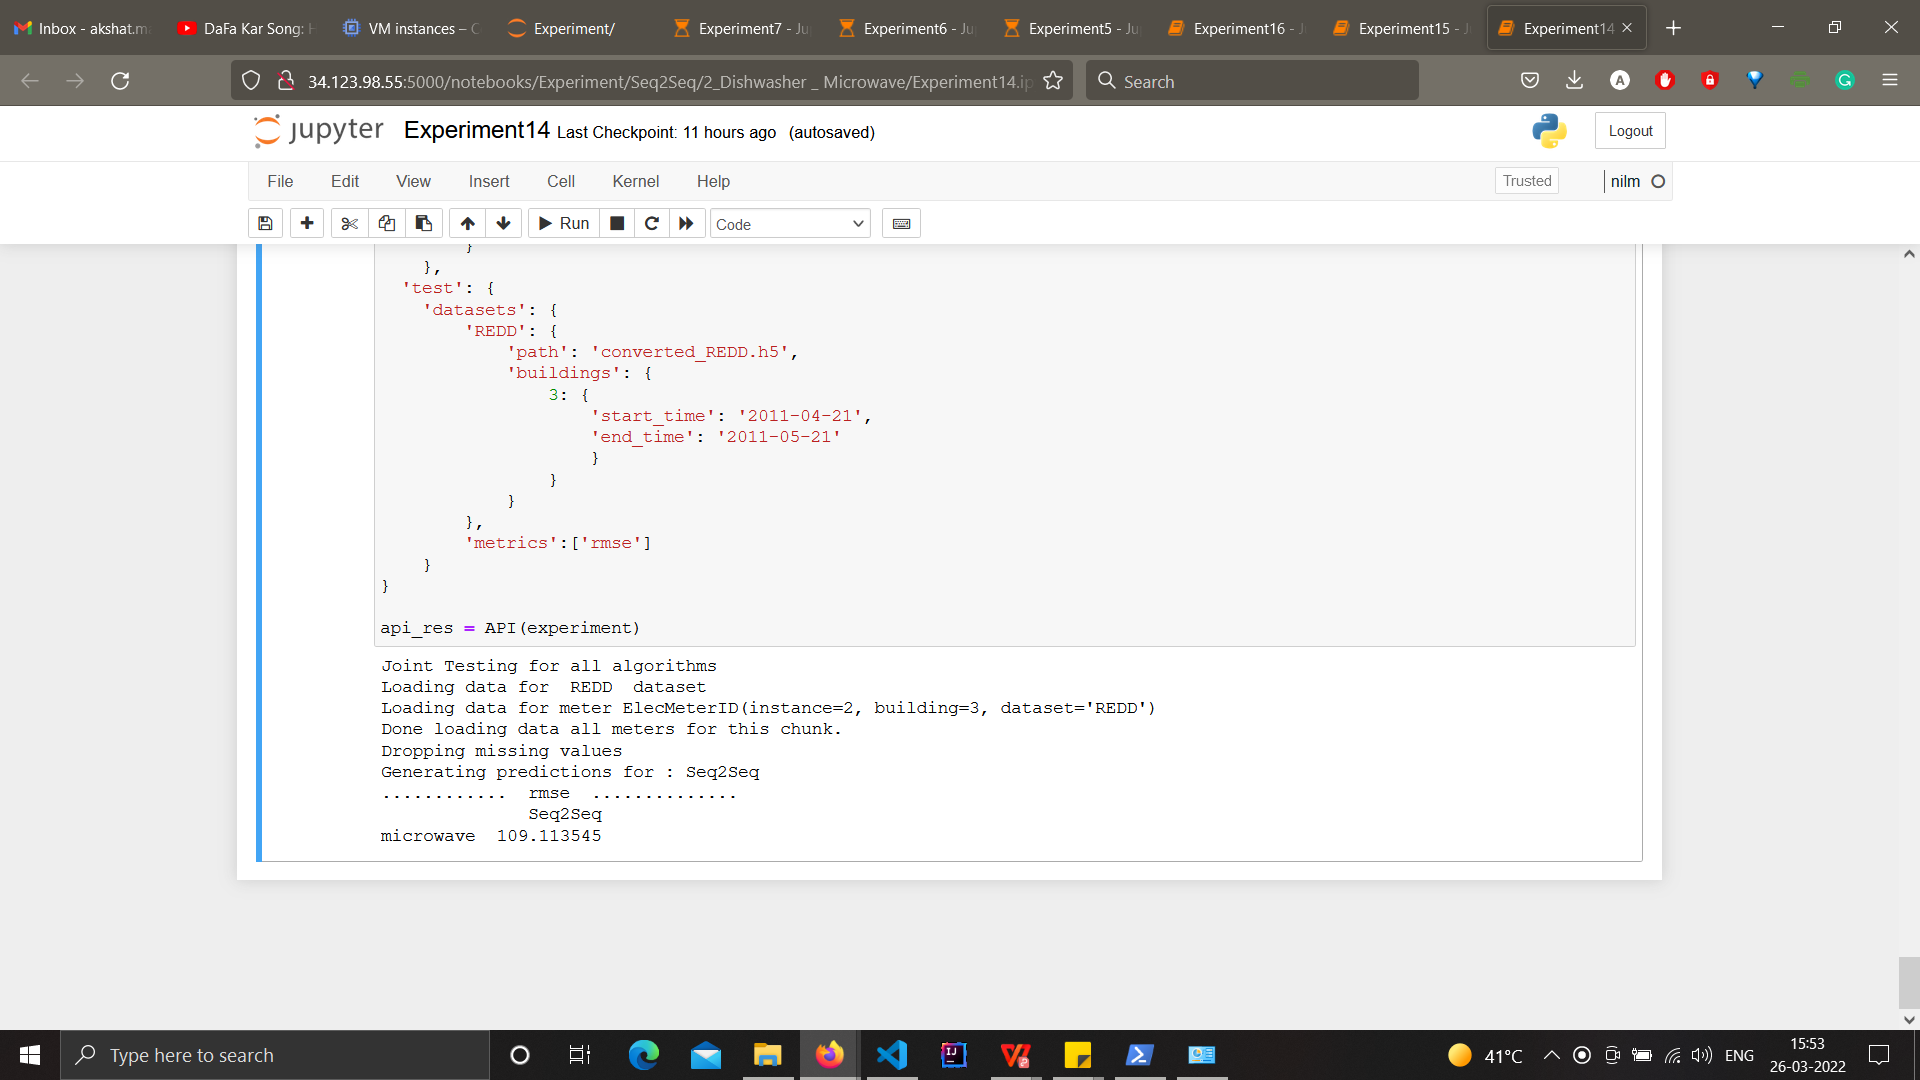 Inbox - akshat.m
DaFa Kar Song:
VM instances –
Experiment/
Experiment7 - Ju
Experiment6 - Ju
Experiment5 - Ju
Experiment16 - J
Experiment15 - J
Experiment14
34.123.98.55:5000/notebooks/Experiment/Seq2Seq/2_Dishwasher _ Microwave/Experiment14.ip
Search
jupyter Experiment14 Last Checkpoint: 11 hours ago (autosaved)
Logout
File Edit View Insert Cell Kernel Help
Trusted
nilm
Run
Code
}
},
'test': {
'datasets': {
'REDD': {
'path': 'converted_REDD.h5',
'buildings': {
3: {
'start_time': '2011-04-21',
'end_time': '2011-05-21'
}
}
}
},
'metrics':['rmse']
}
}
api_res = API(experiment)
Joint Testing for all algorithms
Loading data for  REDD  dataset
Loading data for meter ElecMeterID(instance=2, building=3, dataset='REDD')
Done loading data all meters for this chunk.
Dropping missing values
Generating predictions for : Seq2Seq
............  rmse  ..............
Seq2Seq
microwave  109.113545
Type here to search
41°C
ENG
15:53
26-03-2022